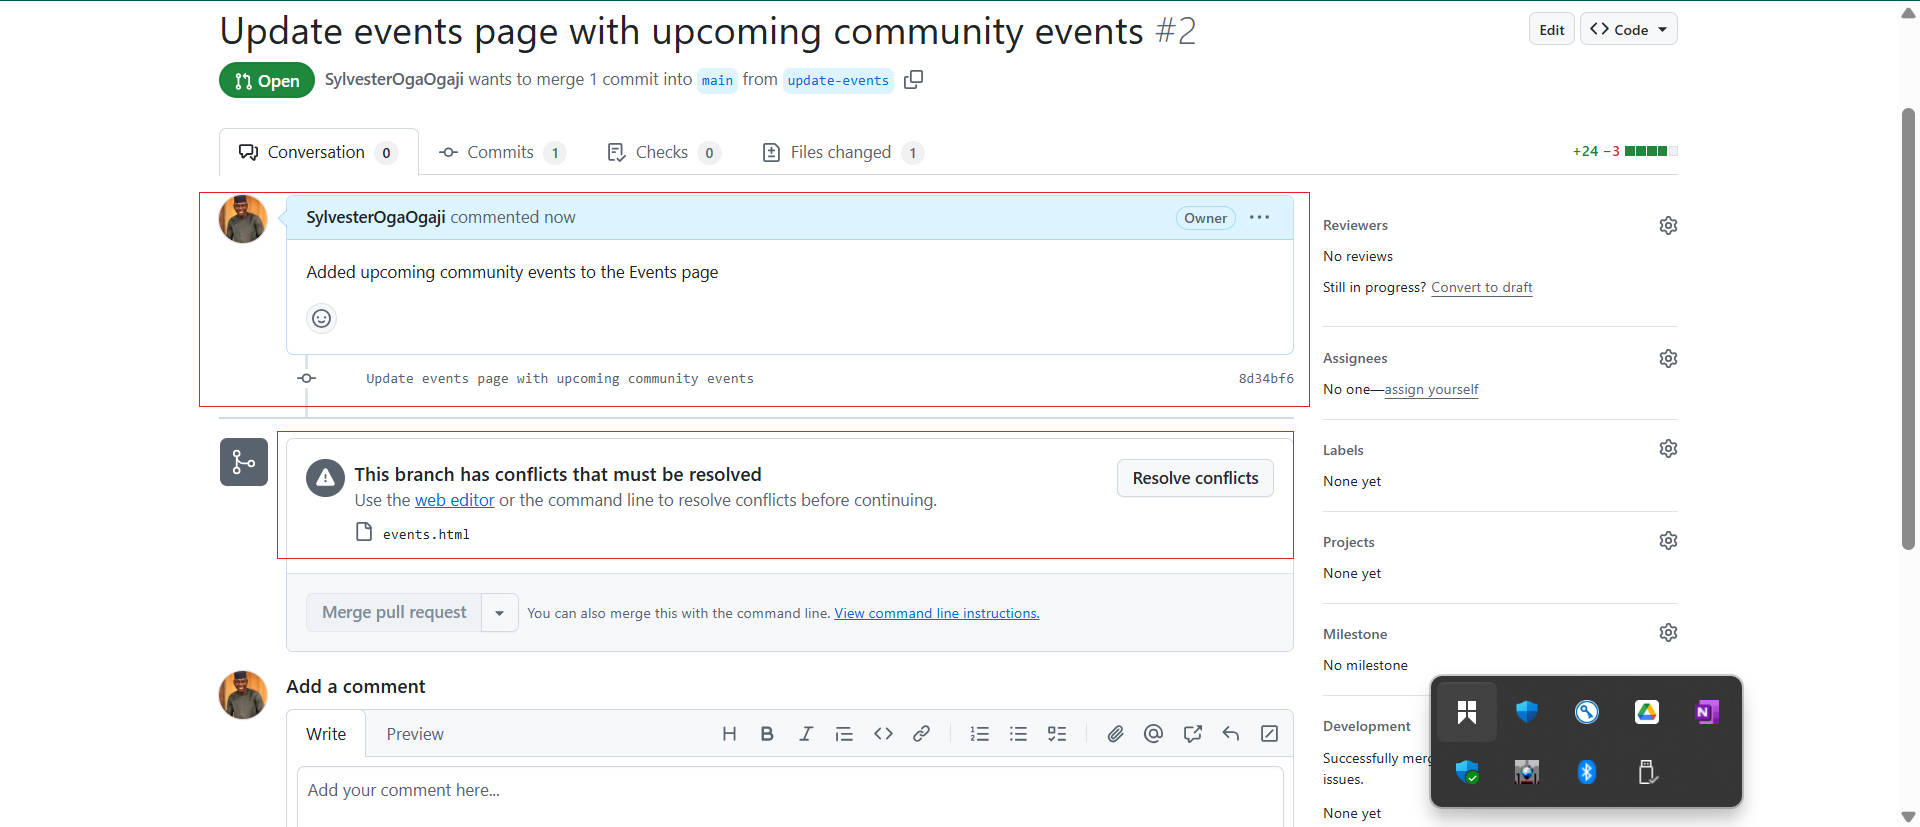 Update events page with upcoming community events #2
Edit
Code
Open
SylvesterOgaOgaji wants to merge 1 commit into main from update-events
Conversation 0
Commits 1
Checks 0
Files changed 1
+24 −3
SylvesterOgaOgaji commented now
Owner
Added upcoming community events to the Events page
Update events page with upcoming community events
8d34bf6
This branch has conflicts that must be resolved
Use the web editor or the command line to resolve conflicts before continuing.
events.html
Resolve conflicts
Merge pull request
You can also merge this with the command line. View command line instructions.
Add a comment
Write
Preview
Add your comment here...
Reviewers
No reviews
Still in progress? Convert to draft
Assignees
No one—assign yourself
Labels
None yet
Projects
None yet
Milestone
No milestone
Development
Successfully merg
issues.
None yet